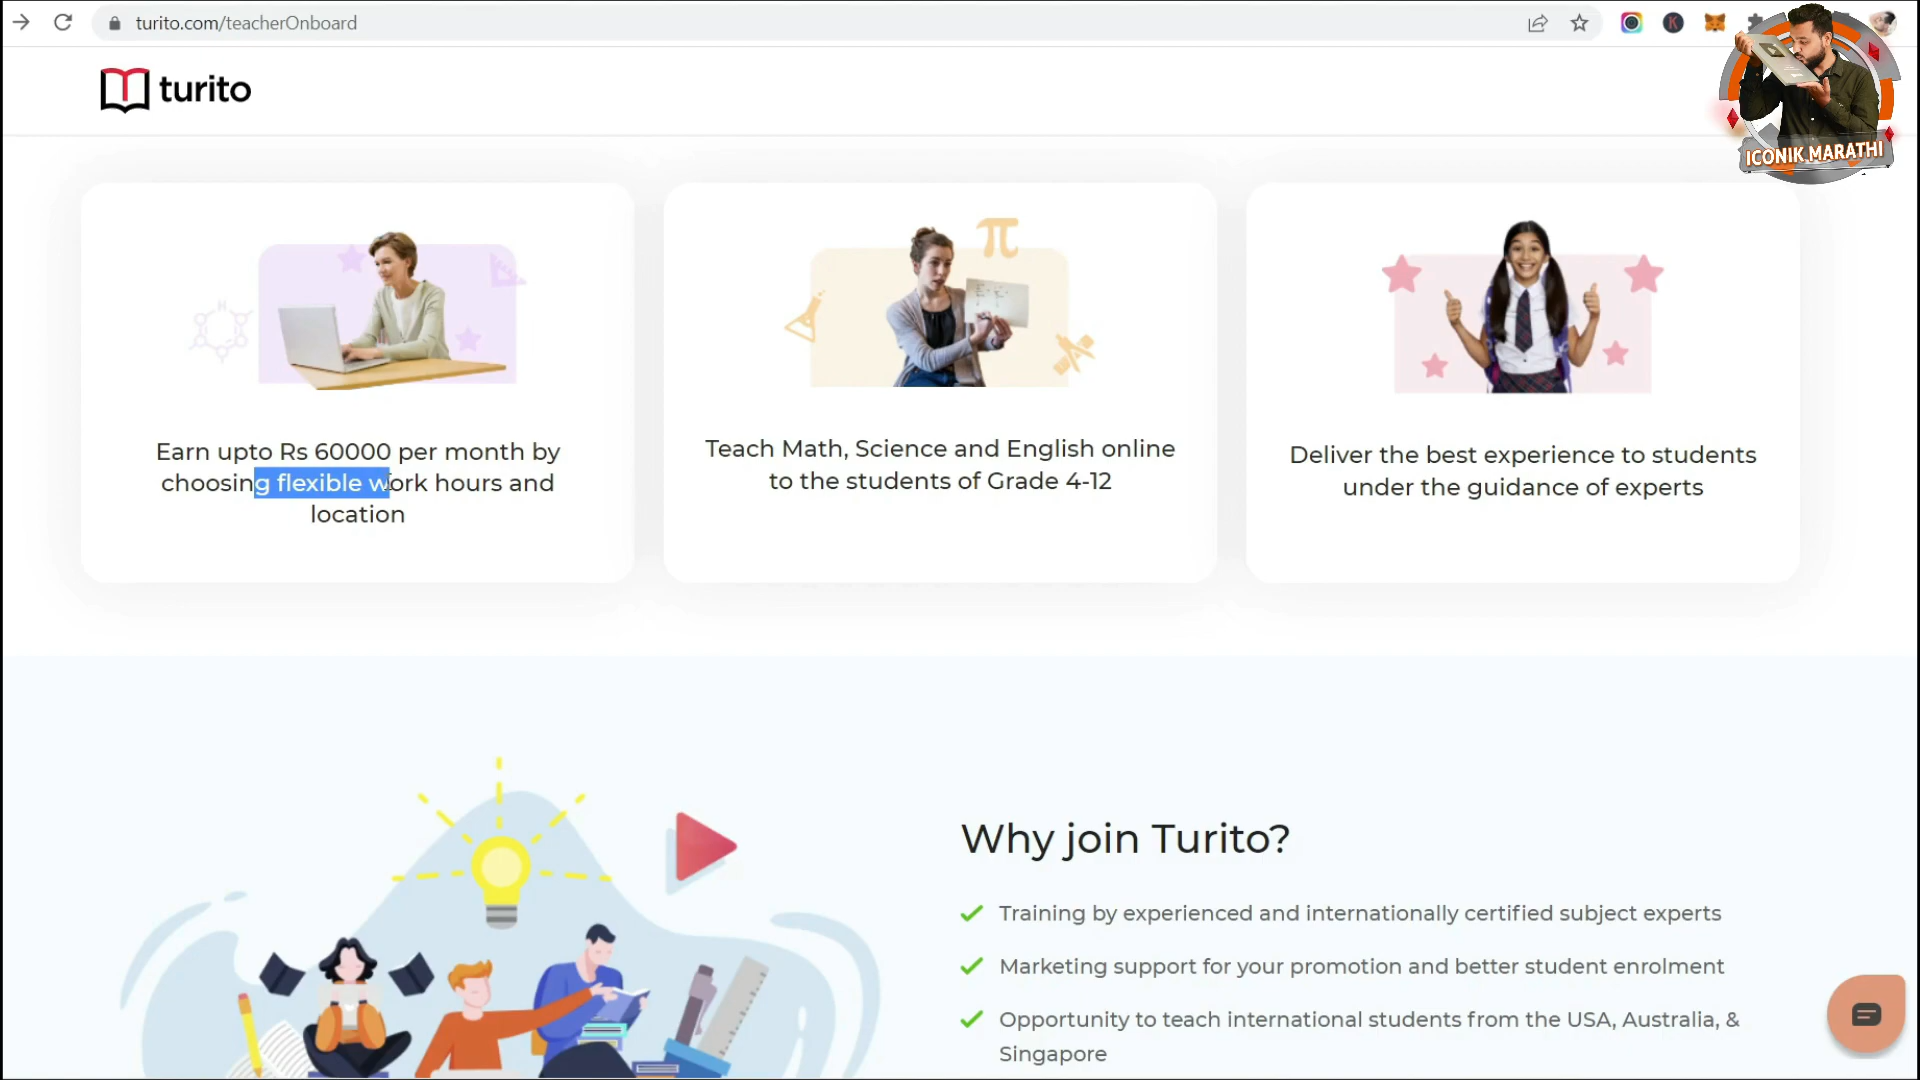 turito.com/teacherOnboard
K
turito
ICONIK MARATHI
π
H
Earn upto Rs 60000 per month by
choosing flexible work hours and
location
Teach Math, Science and English online
to the students of Grade 4-12
Deliver the best experience to students
under the guidance of experts
Why join Turito?
Training by experienced and internationally certified subject experts
Marketing support for your promotion and better student enrolment
Opportunity to teach international students from the USA, Australia, &
Singapore